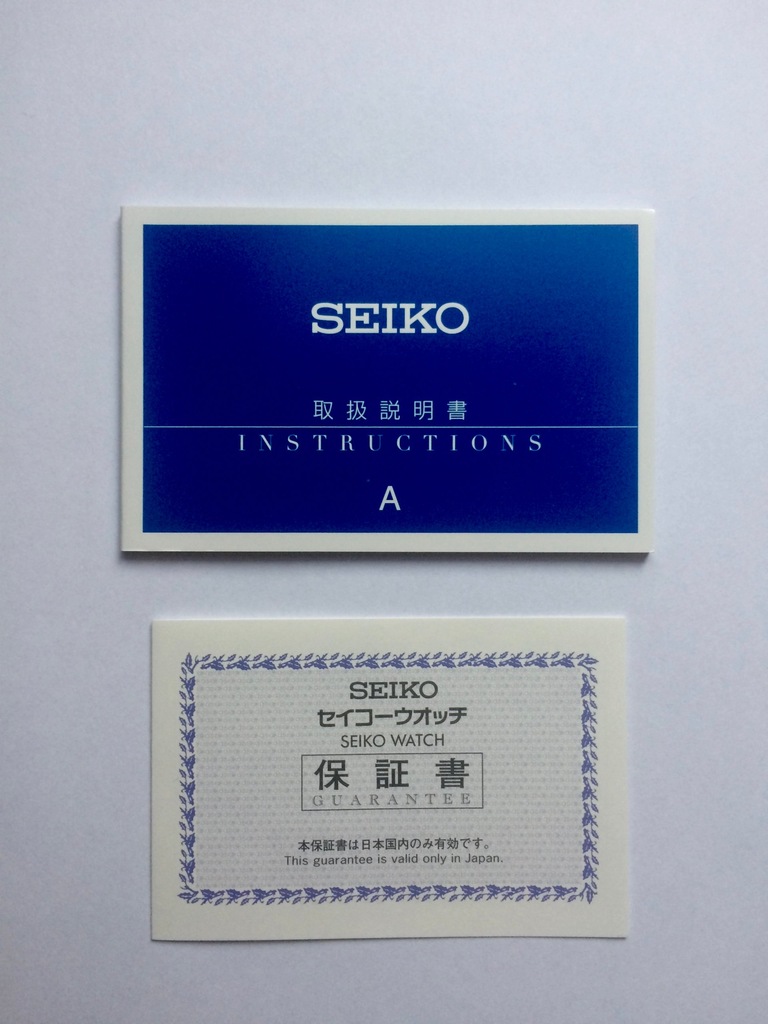 SEIKO
取扱説明書
INSTRUCTIONS
A
SEIKO
セイコーウオッチ
SEIKO WATCH
保証書
GUARANTEE
本保証書は日本国内のみ有効です。
This guarantee is valid only in Japan.